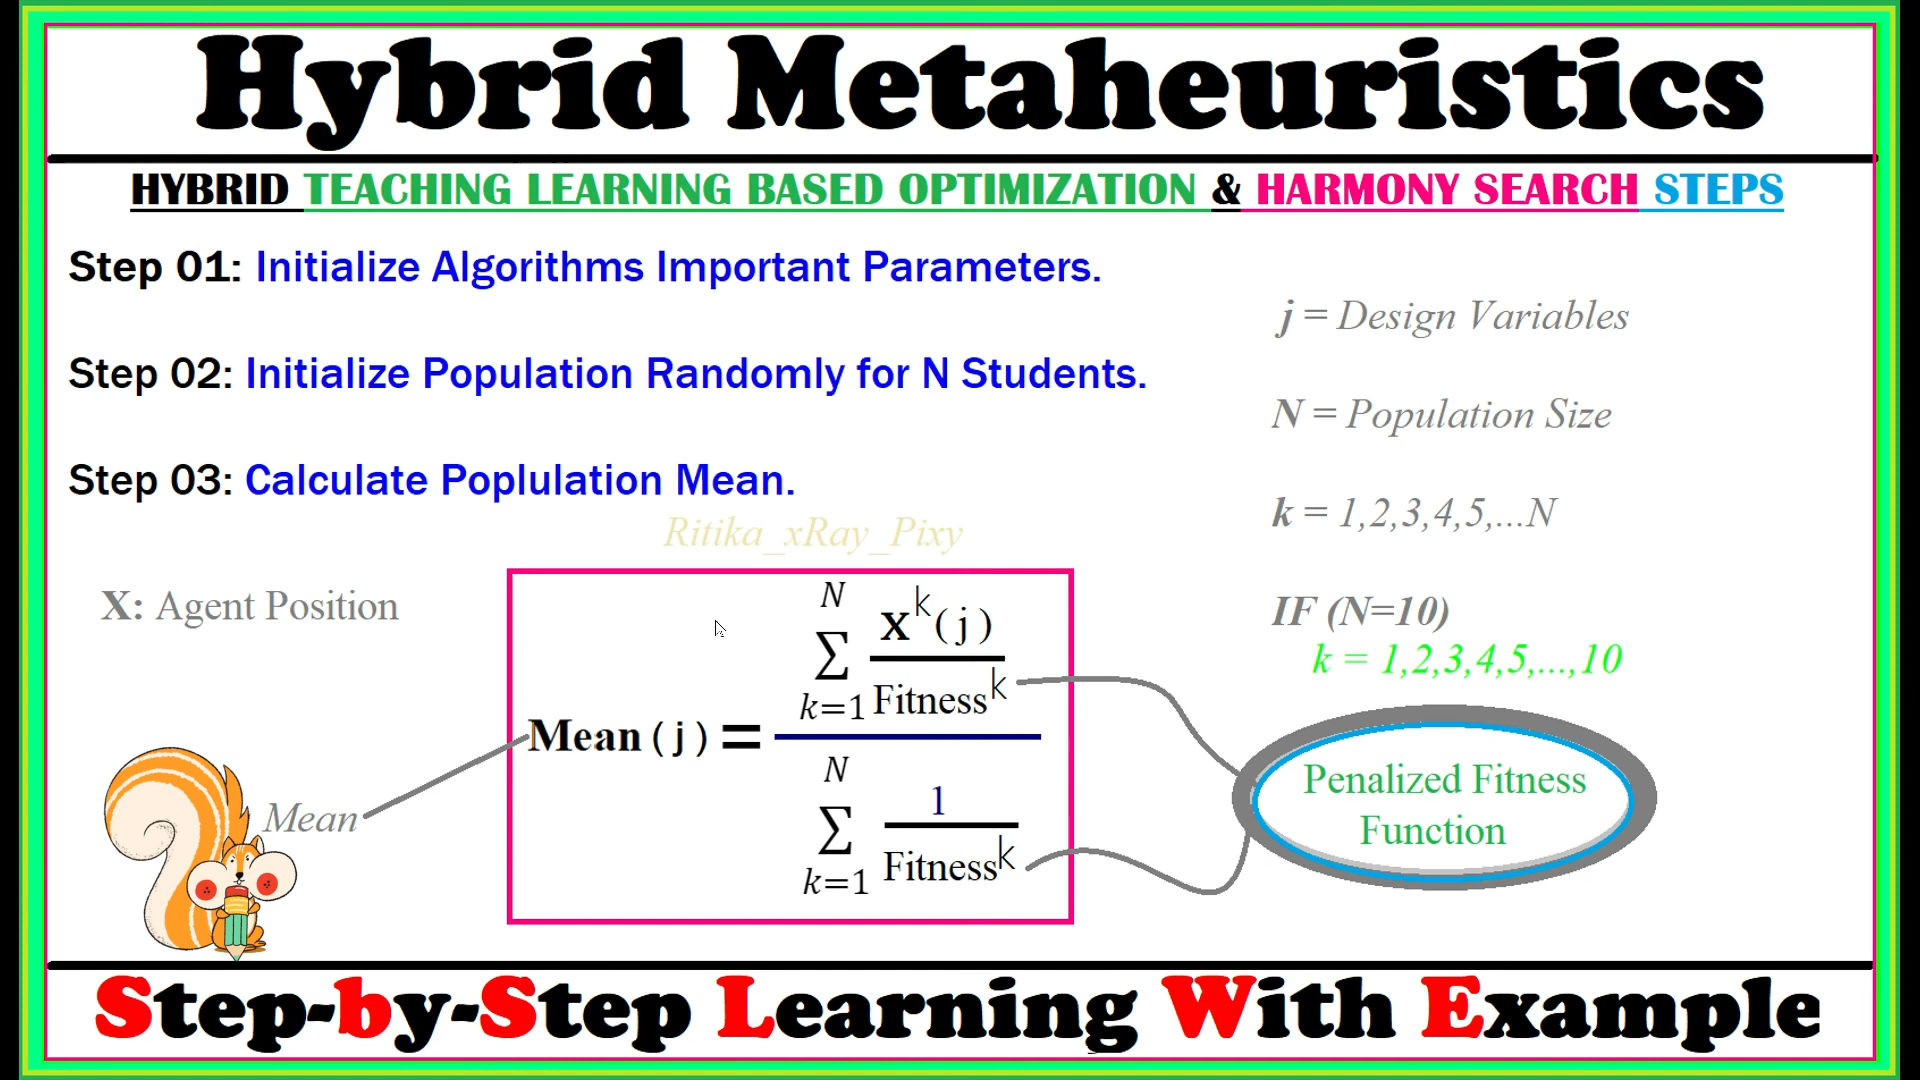 Hybrid Metaheuristics
HYBRID TEACHING LEARNING BASED OPTIMIZATION & HARMONY SEARCH STEPS
Step 01: Initialize Algorithms Important Parameters.
Step 02: Initialize Population Randomly for N Students.
Step 03: Calculate Poplulation Mean.
j = Design Variables
N = Population Size
k = 1,2,3,4,5,...N
IF (N=10)
k = 1,2,3,4,5,...,10
Ritika_xRay_Pixy
X: Agent Position
Mean
N
∑ x^k(j)
k=1 Fitness^k
Mean(j) =
N
∑ 1
k=1 Fitness^k
Penalized Fitness
Function
Step-by-Step Learning With Example